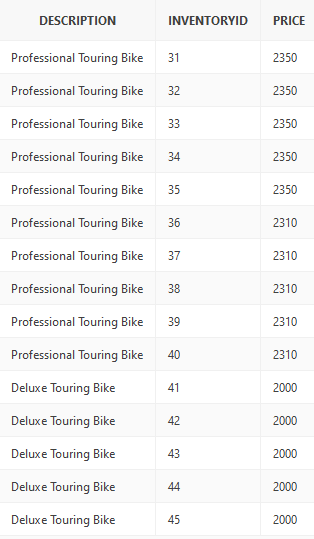 DESCRIPTION INVENTORYID PRICE
Professional Touring Bike 31 2350
Professional Touring Bike 32 2350
Professional Touring Bike 33 2350
Professional Touring Bike 34 2350
Professional Touring Bike 35 2350
Professional Touring Bike 36 2310
Professional Touring Bike 37 2310
Professional Touring Bike 38 2310
Professional Touring Bike 39 2310
Professional Touring Bike 40 2310
Deluxe Touring Bike 41 2000
Deluxe Touring Bike 42 2000
Deluxe Touring Bike 43 2000
Deluxe Touring Bike 44 2000
Deluxe Touring Bike 45 2000